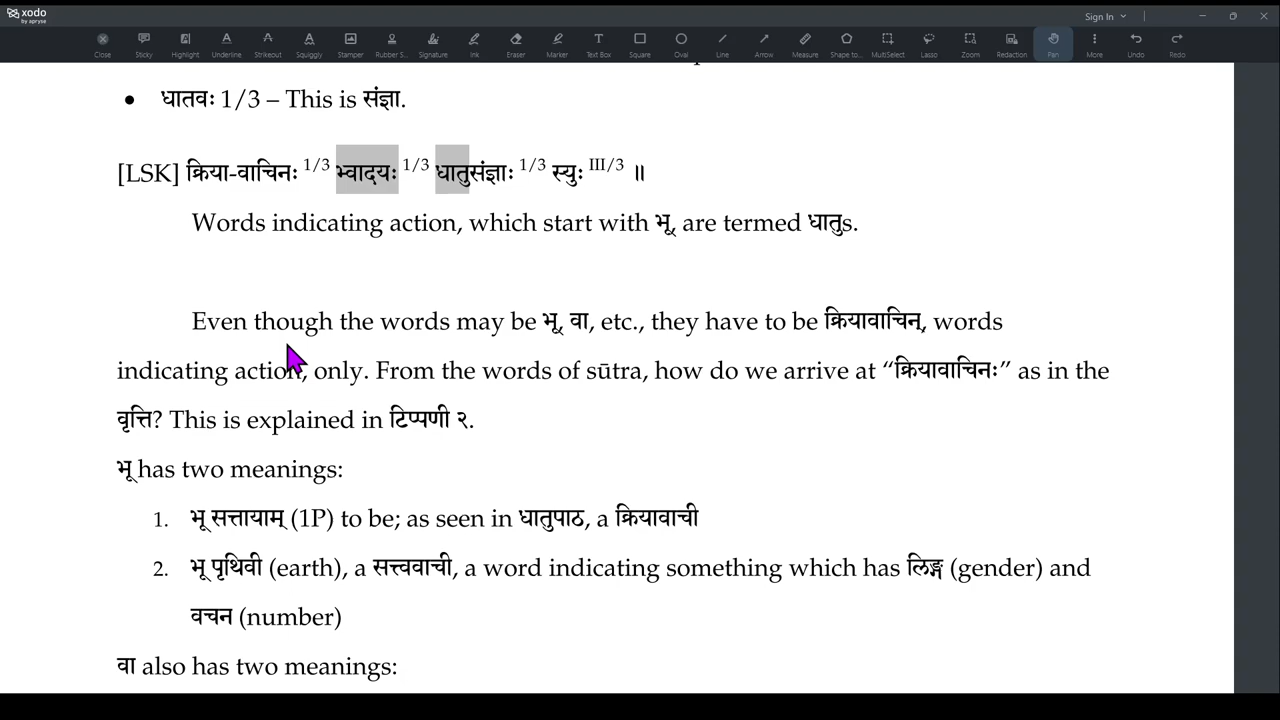 xodo
by apryse
Sign In
Close Sticky Highlight Underline Strikeout Squiggly Stamper Rubber S... Signature Ink Eraser Marker Text Box Square Oval Line Arrow Measure Shape to... MultiSelect Lasso Zoom Redaction Pan More Undo Redo
• धातवः 1/3 – This is संज्ञा.
[LSK] क्रिया-वाचिनः 1/3 भ्वादयः 1/3 धातुसंज्ञाः 1/3 स्युः III/3 ॥
Words indicating action, which start with भू, are termed धातुs.
Even though the words may be भू, वा, etc., they have to be क्रियावाचिन्, words
indicating action, only. From the words of sūtra, how do we arrive at “क्रियावाचिनः” as in the
वृत्ति? This is explained in टिप्पणी २.
भू has two meanings:
1. भू सत्तायाम् (1P) to be; as seen in धातुपाठ, a क्रियावाची
2. भू पृथिवी (earth), a सत्त्ववाची, a word indicating something which has लिङ्ग (gender) and
वचन (number)
वा also has two meanings: